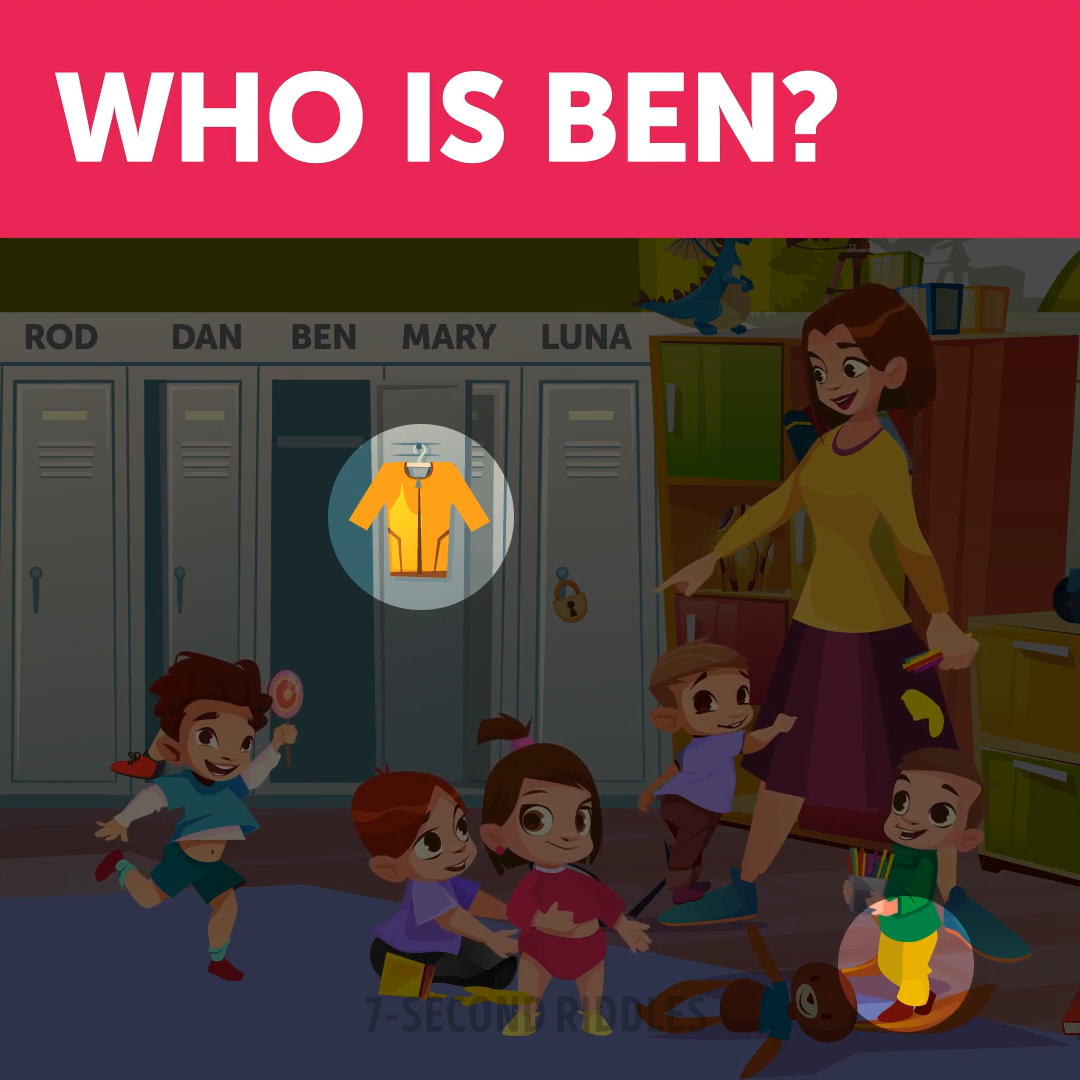 WHO IS BEN?
ROD DAN BEN MARY LUNA
7-SECOND RIDDLES